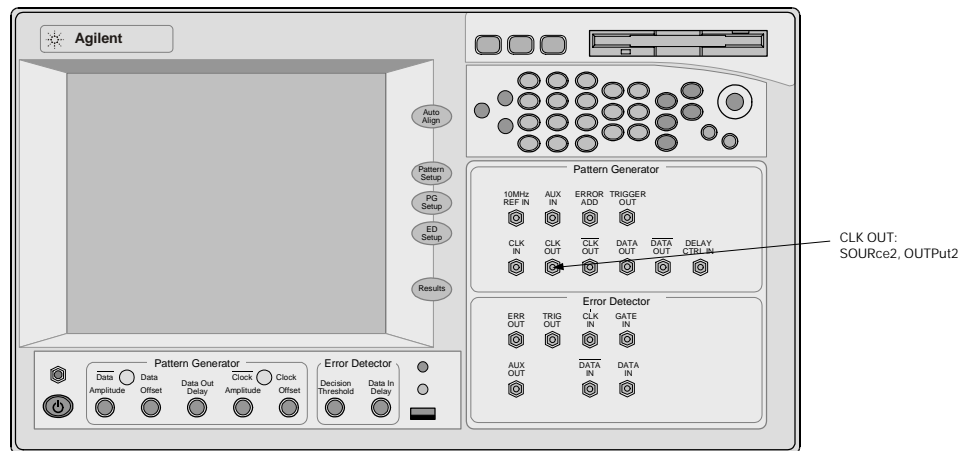 Agilent
Auto
Align
Pattern
Setup
PG
Setup
ED
Setup
Results
Pattern Generator
10MHz
REF IN
AUX
IN
ERROR
ADD
TRIGGER
OUT
CLK
IN
CLK
OUT
CLK
OUT
DATA
OUT
DATA
OUT
DELAY
CTRL IN
CLK OUT:
SOURce2, OUTPut2
Error Detector
ERR
OUT
TRIG
OUT
CLK
IN
GATE
IN
AUX
OUT
DATA
IN
DATA
IN
Pattern Generator
Data
Data
Clock
Clock
Amplitude
Offset
Data Out
Delay
Amplitude
Offset
Error Detector
Decision
Threshold
Data In
Delay